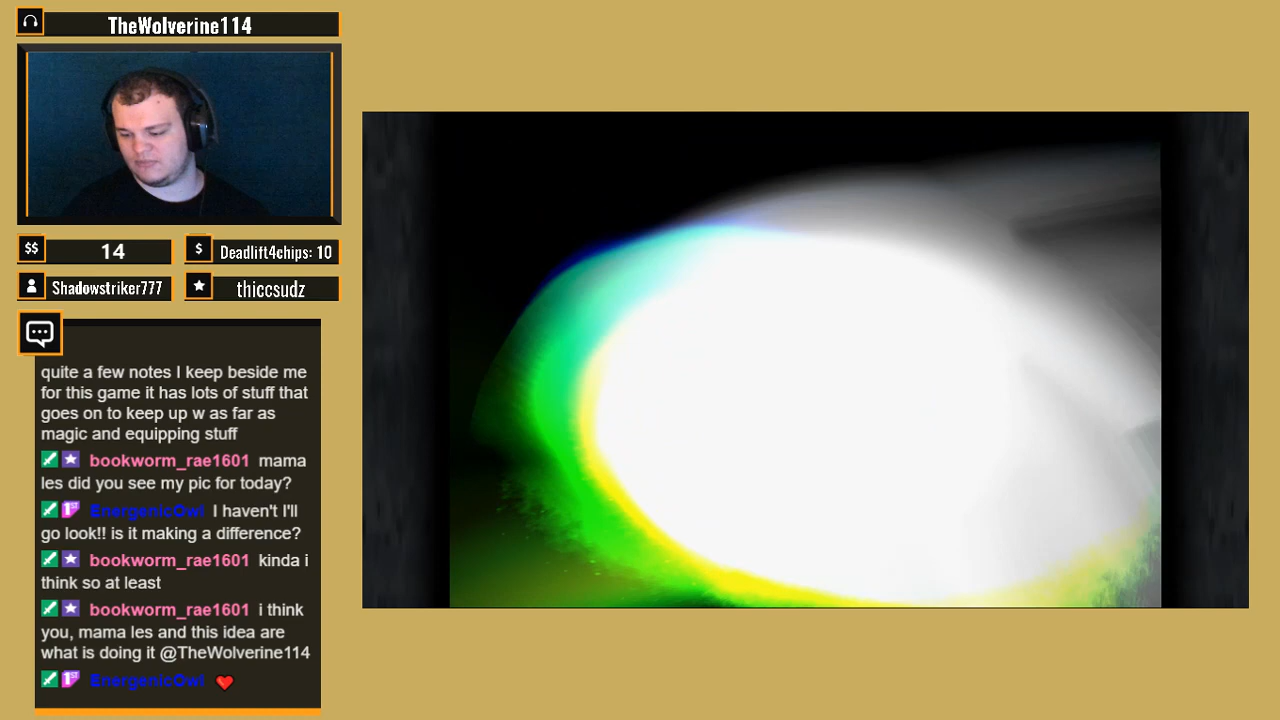 TheWolverine114
$$ 14
$ Deadlift4chips: 10
Shadowstriker777
thiccsudz
quite a few notes I keep beside me
for this game it has lots of stuff that
goes on to keep up w as far as
magic and equipping stuff
bookworm_rae1601 mama
les did you see my pic for today?
1ST EnergenicOwl I haven't I'll
go look!! is it making a difference?
bookworm_rae1601 kinda i
think so at least
bookworm_rae1601 i think
you, mama les and this idea are
what is doing it @TheWolverine114
1ST EnergenicOwl ❤